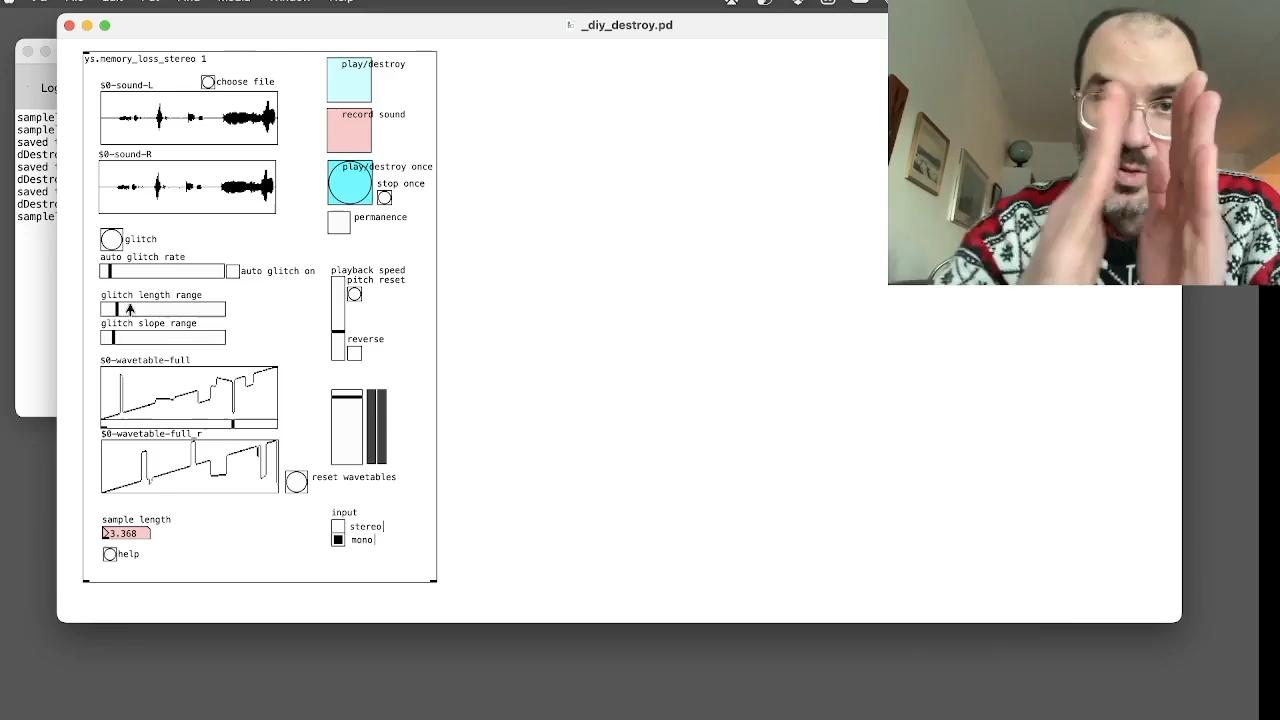 _diy_destroy.pd
ys.memory_loss_stereo 1
choose file
$0-sound-L
$0-sound-R
play/destroy
record sound
play/destroy once
stop once
permanence
glitch
auto glitch rate
auto glitch on
glitch length range
glitch slope range
playback speed
pitch reset
reverse
$0-wavetable-full
$0-wavetable-full_r
reset wavetables
sample length
3.368
help
input
stereo
mono
sample
sample
saved
dDestro
saved
dDestro
saved
dDestro
sample